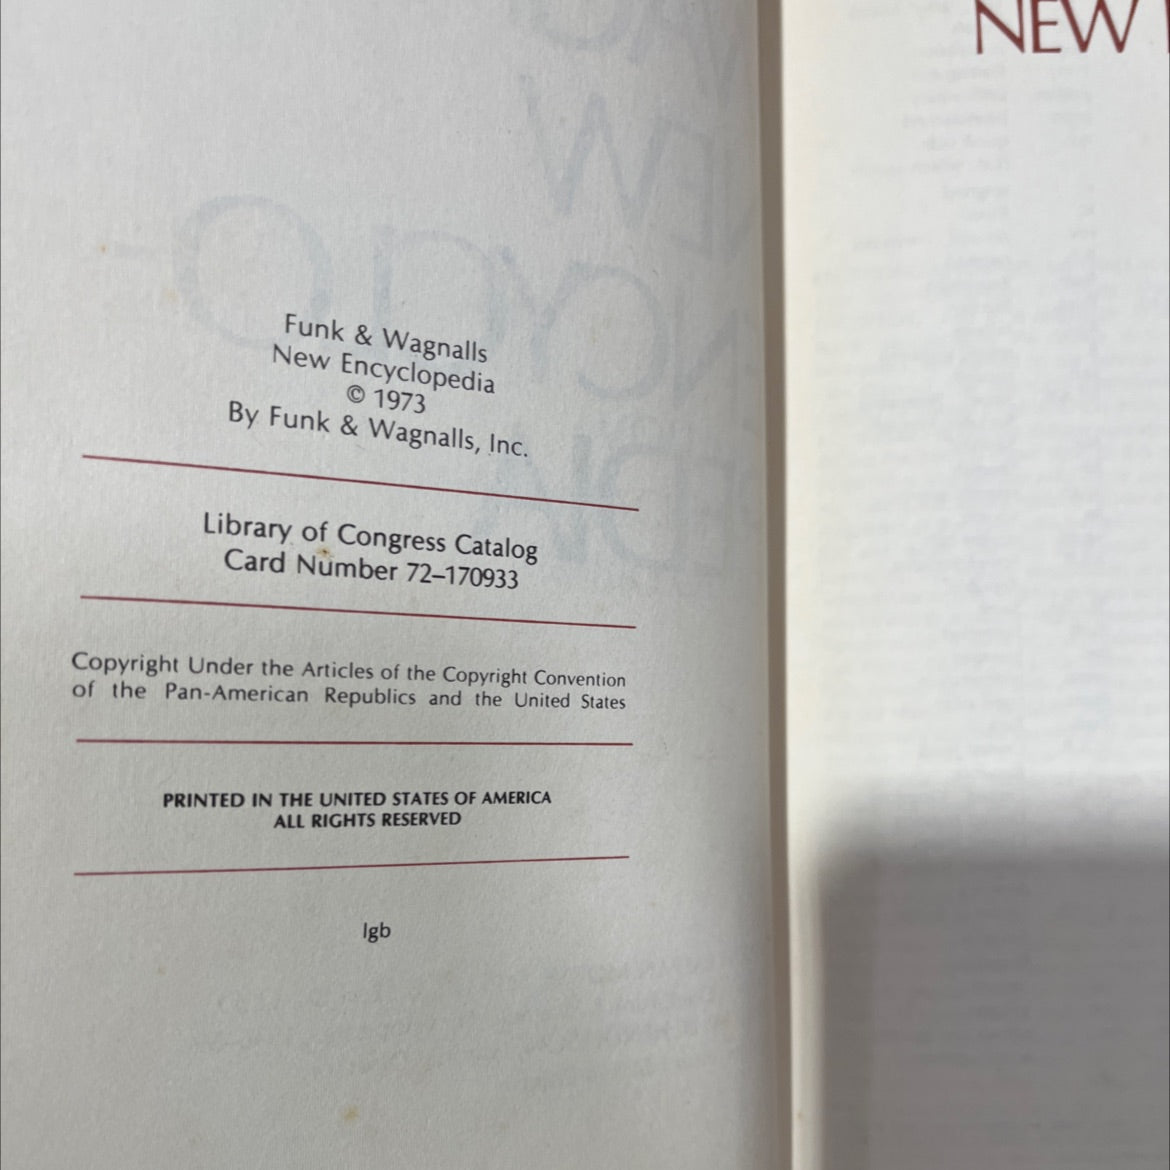 Funk & Wagnalls
New Encyclopedia
© 1973
By Funk & Wagnalls, Inc.
Library of Congress Catalog
Card Number 72–170933
Copyright Under the Articles of the Copyright Convention
of the Pan-American Republics and the United States
PRINTED IN THE UNITED STATES OF AMERICA
ALL RIGHTS RESERVED
lgb
NEW